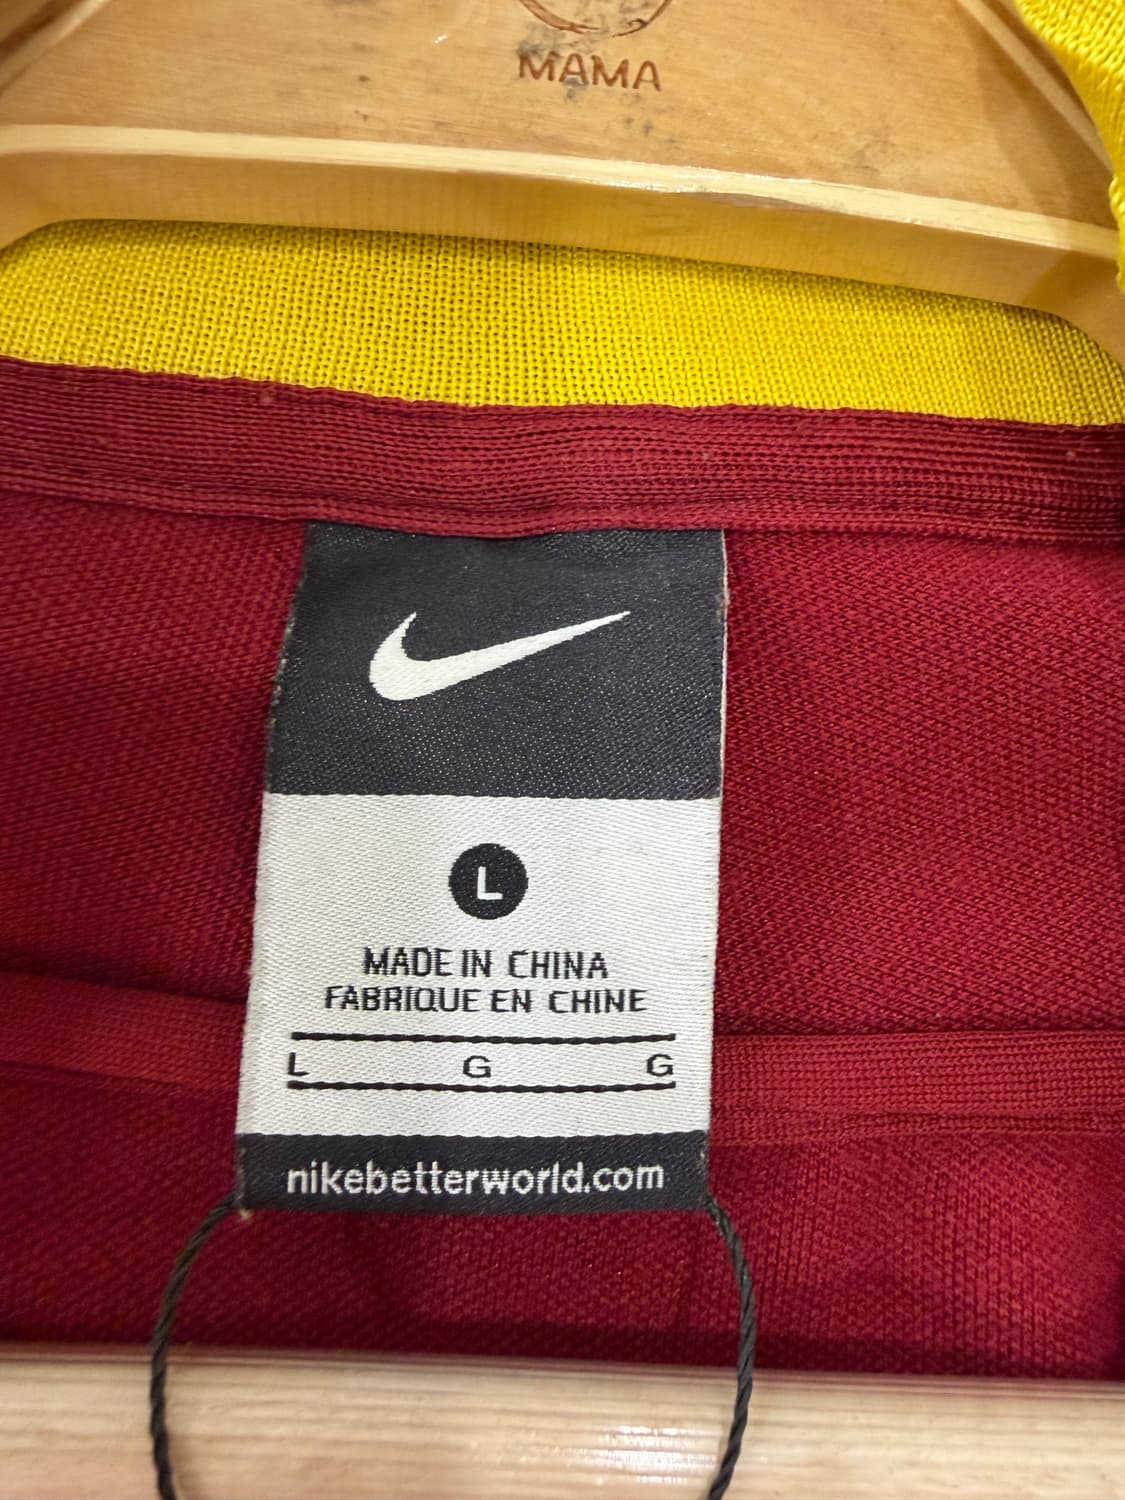 MAMA
L
MADE IN CHINA
FABRIQUE EN CHINE
L G G
nikebetterworld.com